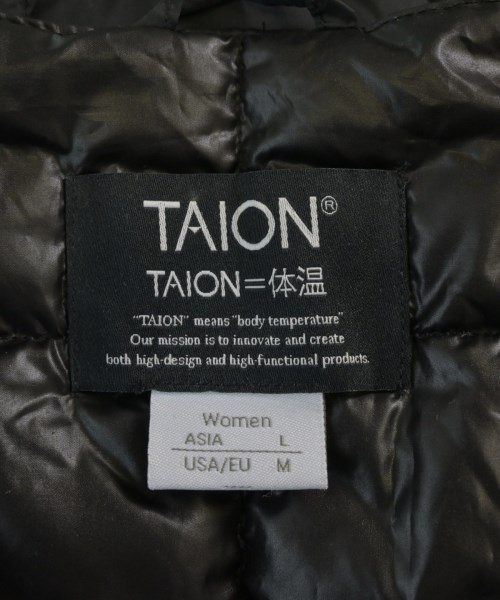 TAION®
TAION=体温
"TAION" means "body temperature"
Our mission is to innovate and create
both high-design and high-functional products.
Women
ASIA L
USA/EU M